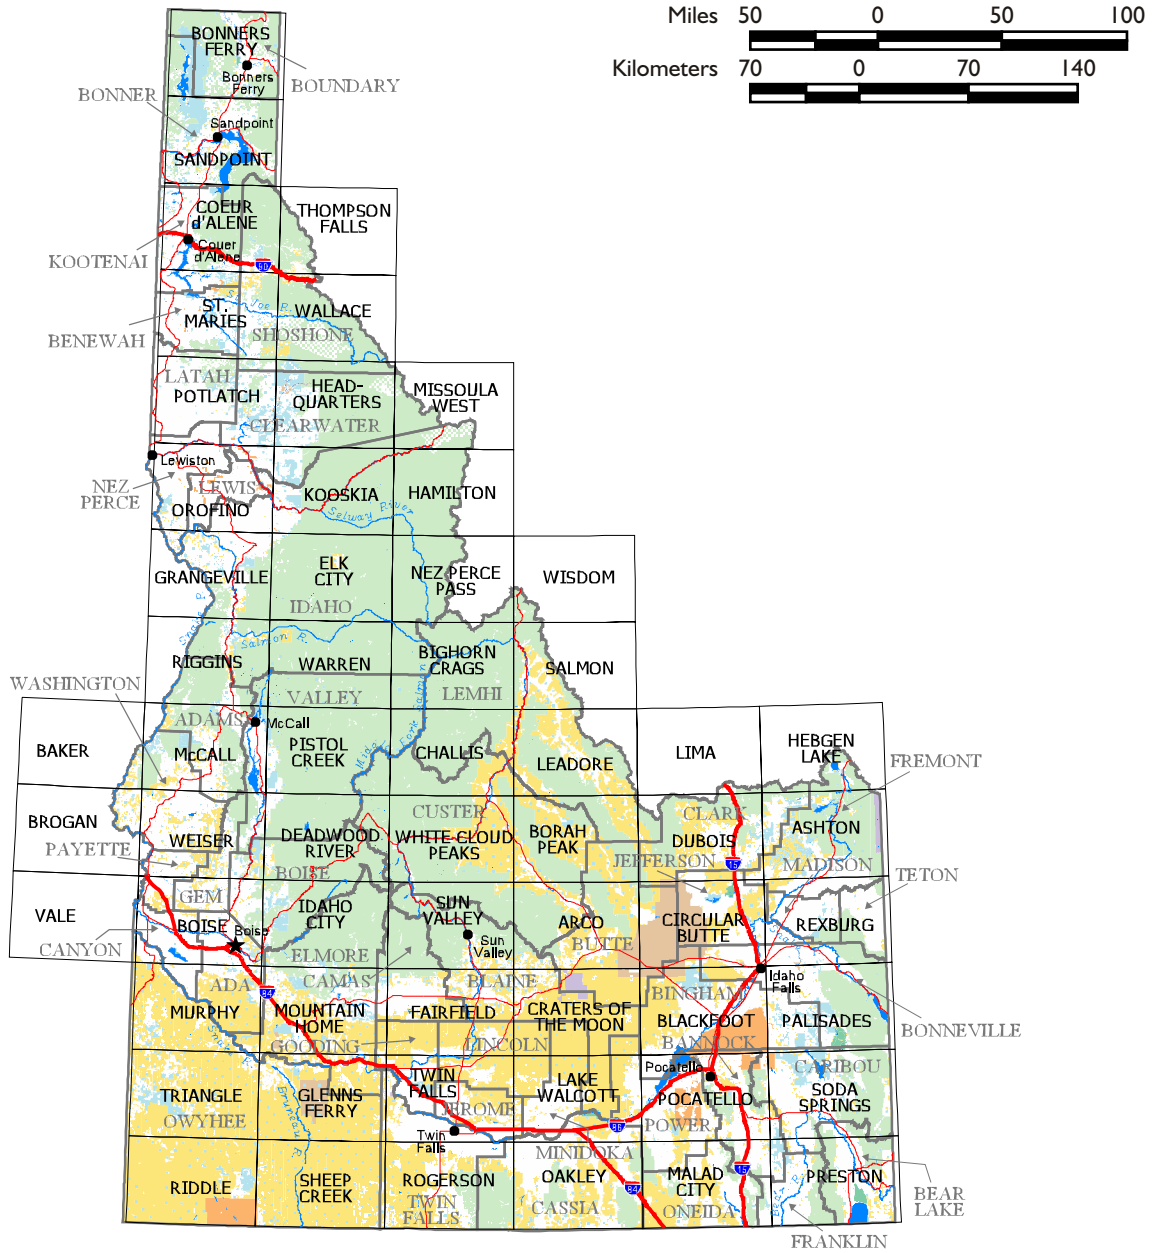 Miles 50 0 50 100
Kilometers 70 0 70 140
BONNERS
FERRY
Bonners
Ferry
BOUNDARY
BONNER
Sandpoint
SANDPOINT
COEUR
d'ALENE
THOMPSON
FALLS
Couer
d'Alene
KOOTENAI
ST.
MARIES
St. Joe R.
WALLACE
BENEWAH
SHOSHONE
LATAH
POTLATCH
HEAD-
QUARTERS
MISSOULA
WEST
CLEARWATER
Lewiston
NEZ
PERCE
LEWIS
OROFINO
KOOSKIA
HAMILTON
Selway River
GRANGEVILLE
ELK
CITY
NEZ PERCE
PASS
WISDOM
IDAHO
Snake R.
Salmon R.
RIGGINS
WARREN
BIGHORN
CRAGS
SALMON
WASHINGTON
VALLEY
LEMHI
ADAMS
McCall
BAKER
McCALL
PISTOL
CREEK
CHALLIS
LEADORE
LIMA
HEBGEN
LAKE
FREMONT
BROGAN
WEISER
DEADWOOD
RIVER
CUSTER
WHITE CLOUD
PEAKS
BORAH
PEAK
CLARK
DUBOIS
ASHTON
PAYETTE
BOISE
JEFFERSON
15
MADISON
TETON
VALE
GEM
BOISE
Boise
IDAHO
CITY
SUN
VALLEY
Sun
Valley
ARCO
BUTTE
CIRCULAR
BUTTE
REXBURG
CANYON
ELMORE
CAMAS
ADA
84
BLAINE
BINGHAM
Idaho
Falls
MURPHY
MOUNTAIN
HOME
FAIRFIELD
CRATERS OF
THE MOON
BLACKFOOT
PALISADES
BONNEVILLE
GOODING
LINCOLN
BANNOCK
Snake R.
CARIBOU
TRIANGLE
OWYHEE
GLENNS
FERRY
Bruneau R.
TWIN
FALLS
JEROME
LAKE
WALCOTT
Pocatello
POCATELLO
SODA
SPRINGS
86
POWER
Twin
Falls
MINIDOKA
RIDDLE
SHEEP
CREEK
ROGERSON
TWIN
FALLS
OAKLEY
CASSIA
84
MALAD
CITY
ONEIDA
15
PRESTON
BEAR
LAKE
FRANKLIN